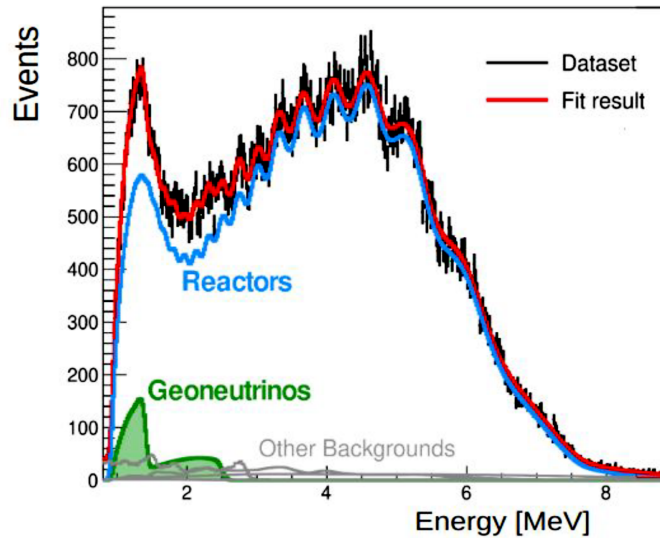 Events
800
700
600
500
400
300
200
100
0
Dataset
Fit result
Reactors
Geoneutrinos
Other Backgrounds
2
4
6
8
Energy [MeV]